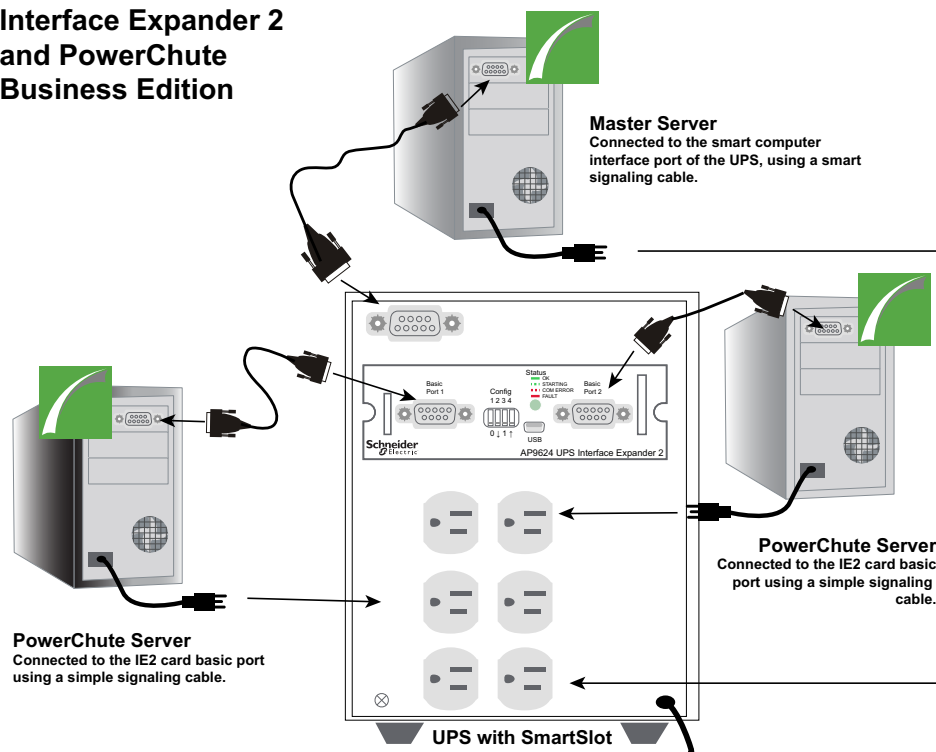 Interface Expander 2
and PowerChute
Business Edition
Master Server
Connected to the smart computer
interface port of the UPS, using a smart
signaling cable.
Basic
Port 1
Config
1 2 3 4
0 ↓ 1 ↑
Status
OK
STARTING
COM ERROR
FAULT
USB
Basic
Port 2
Schneider
Electric
AP9624 UPS Interface Expander 2
PowerChute Server
Connected to the IE2 card basic
port using a simple signaling
cable.
PowerChute Server
Connected to the IE2 card basic port
using a simple signaling cable.
UPS with SmartSlot